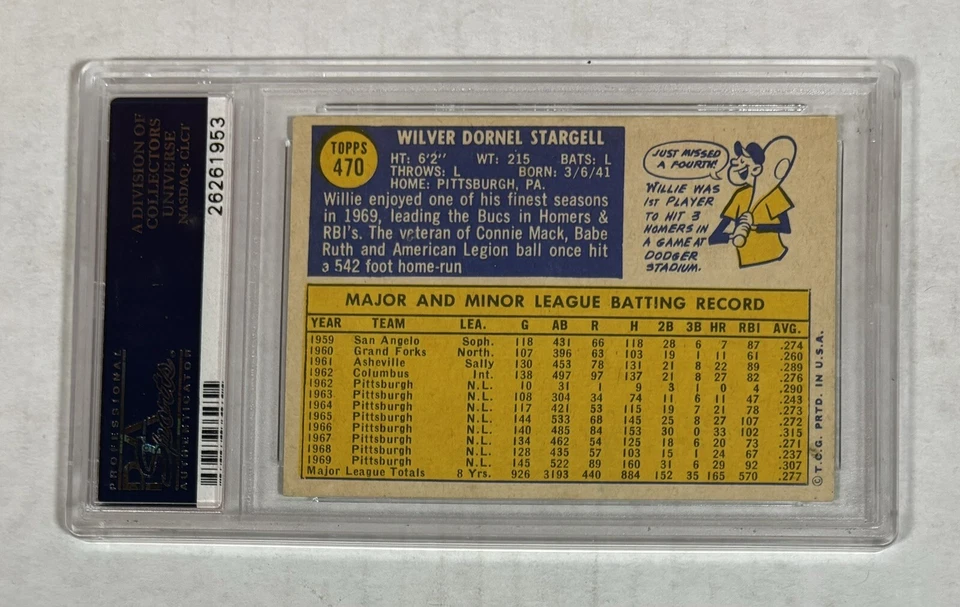 A DIVISION OF
COLLECTORS
UNIVERSE
NASDAQ: CLCT
26261953
PROFESSIONAL
PSA
Sports
AUTHENTICATOR
TOPPS
470
WILVER DORNEL STARGELL
HT: 6'2" WT: 215 BATS: L
THROWS: L BORN: 3/6/41
HOME: PITTSBURGH, PA.
Willie enjoyed one of his finest seasons
in 1969, leading the Bucs in Homers &
RBI's. The veteran of Connie Mack, Babe
Ruth and American Legion ball once hit
a 542 foot home-run
JUST MISSED
A FOURTH!
WILLIE WAS
1ST PLAYER
TO HIT 3
HOMERS IN
A GAME AT
DODGER
STADIUM.
MAJOR AND MINOR LEAGUE BATTING RECORD
YEAR TEAM LEA. G AB R H 2B 3B HR RBI AVG.
1959 San Angelo Soph. 118 431 66 118 28 6 7 87 .274
1960 Grand Forks North. 107 396 63 103 19 1 11 61 .260
1961 Asheville Sally 130 453 78 131 21 8 22 89 .289
1962 Columbus Int. 138 497 97 137 21 8 27 82 .276
1962 Pittsburgh N.L. 10 31 1 9 3 1 0 4 .290
1963 Pittsburgh N.L. 108 304 34 74 11 6 11 47 .243
1964 Pittsburgh N.L. 117 421 53 115 19 7 21 78 .273
1965 Pittsburgh N.L. 144 533 68 145 25 8 27 107 .272
1966 Pittsburgh N.L. 140 485 84 153 30 0 33 102 .315
1967 Pittsburgh N.L. 134 462 54 125 18 6 20 73 .271
1968 Pittsburgh N.L. 128 435 57 103 15 1 24 67 .237
1969 Pittsburgh N.L. 145 522 89 160 31 6 29 92 .307
Major League Totals 8 Yrs. 926 3193 440 884 152 35 165 570 .277
© T.C.G. PRTD. IN U.S.A.